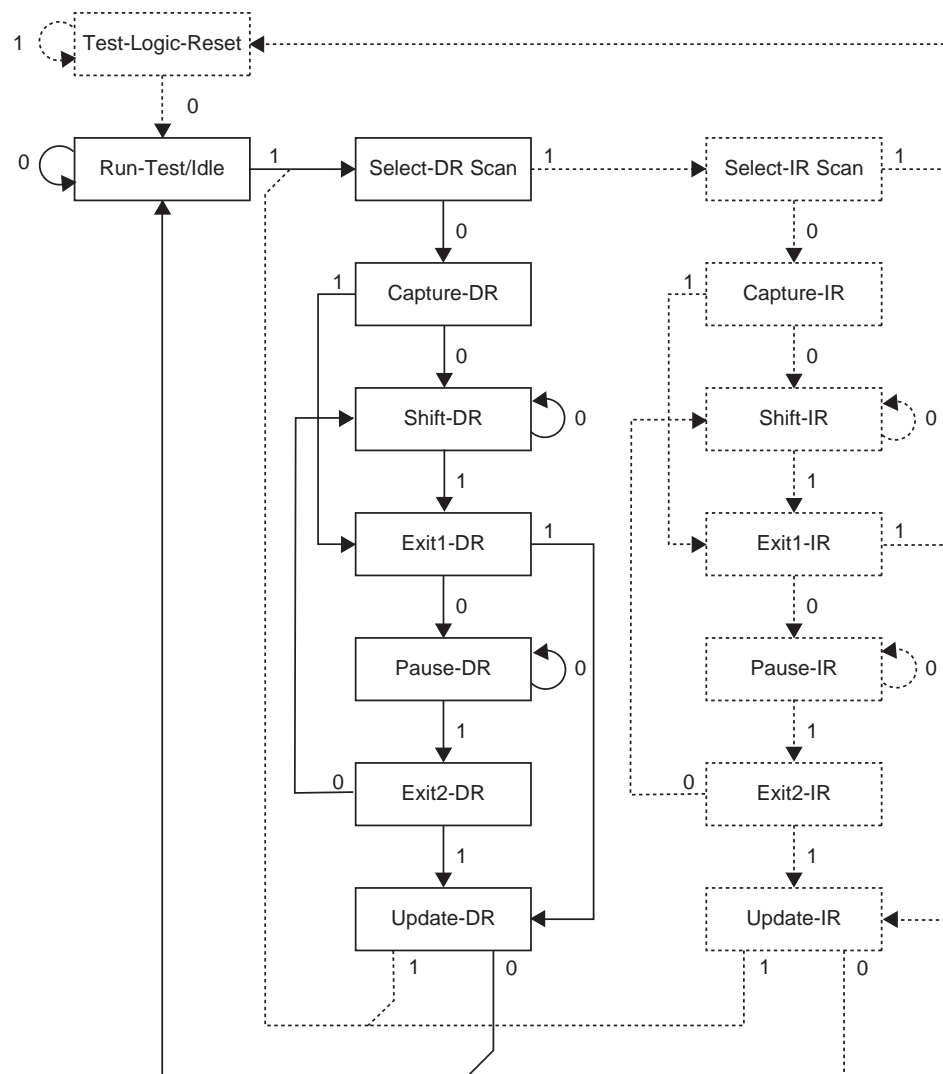 1 Test-Logic-Reset
0
0 Run-Test/Idle 1 Select-DR Scan 1 Select-IR Scan 1
0 0
1 Capture-DR 1 Capture-IR
0 0
Shift-DR 0 Shift-IR 0
1 1
Exit1-DR 1 Exit1-IR 1
0 0
Pause-DR 0 Pause-IR 0
1 1
0 Exit2-DR 0 Exit2-IR
1 1
Update-DR Update-IR
1 0 1 0